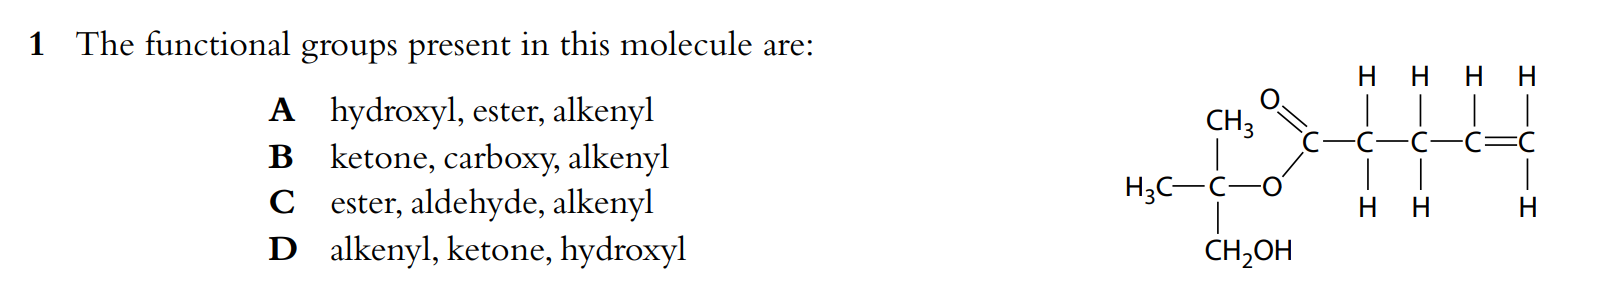 1 The functional groups present in this molecule are:
A hydroxyl, ester, alkenyl
B ketone, carboxy, alkenyl
C ester, aldehyde, alkenyl
D alkenyl, ketone, hydroxyl
H H H H
O
CH₃ C C C C C
H₃C C O
H H H
CH₂OH